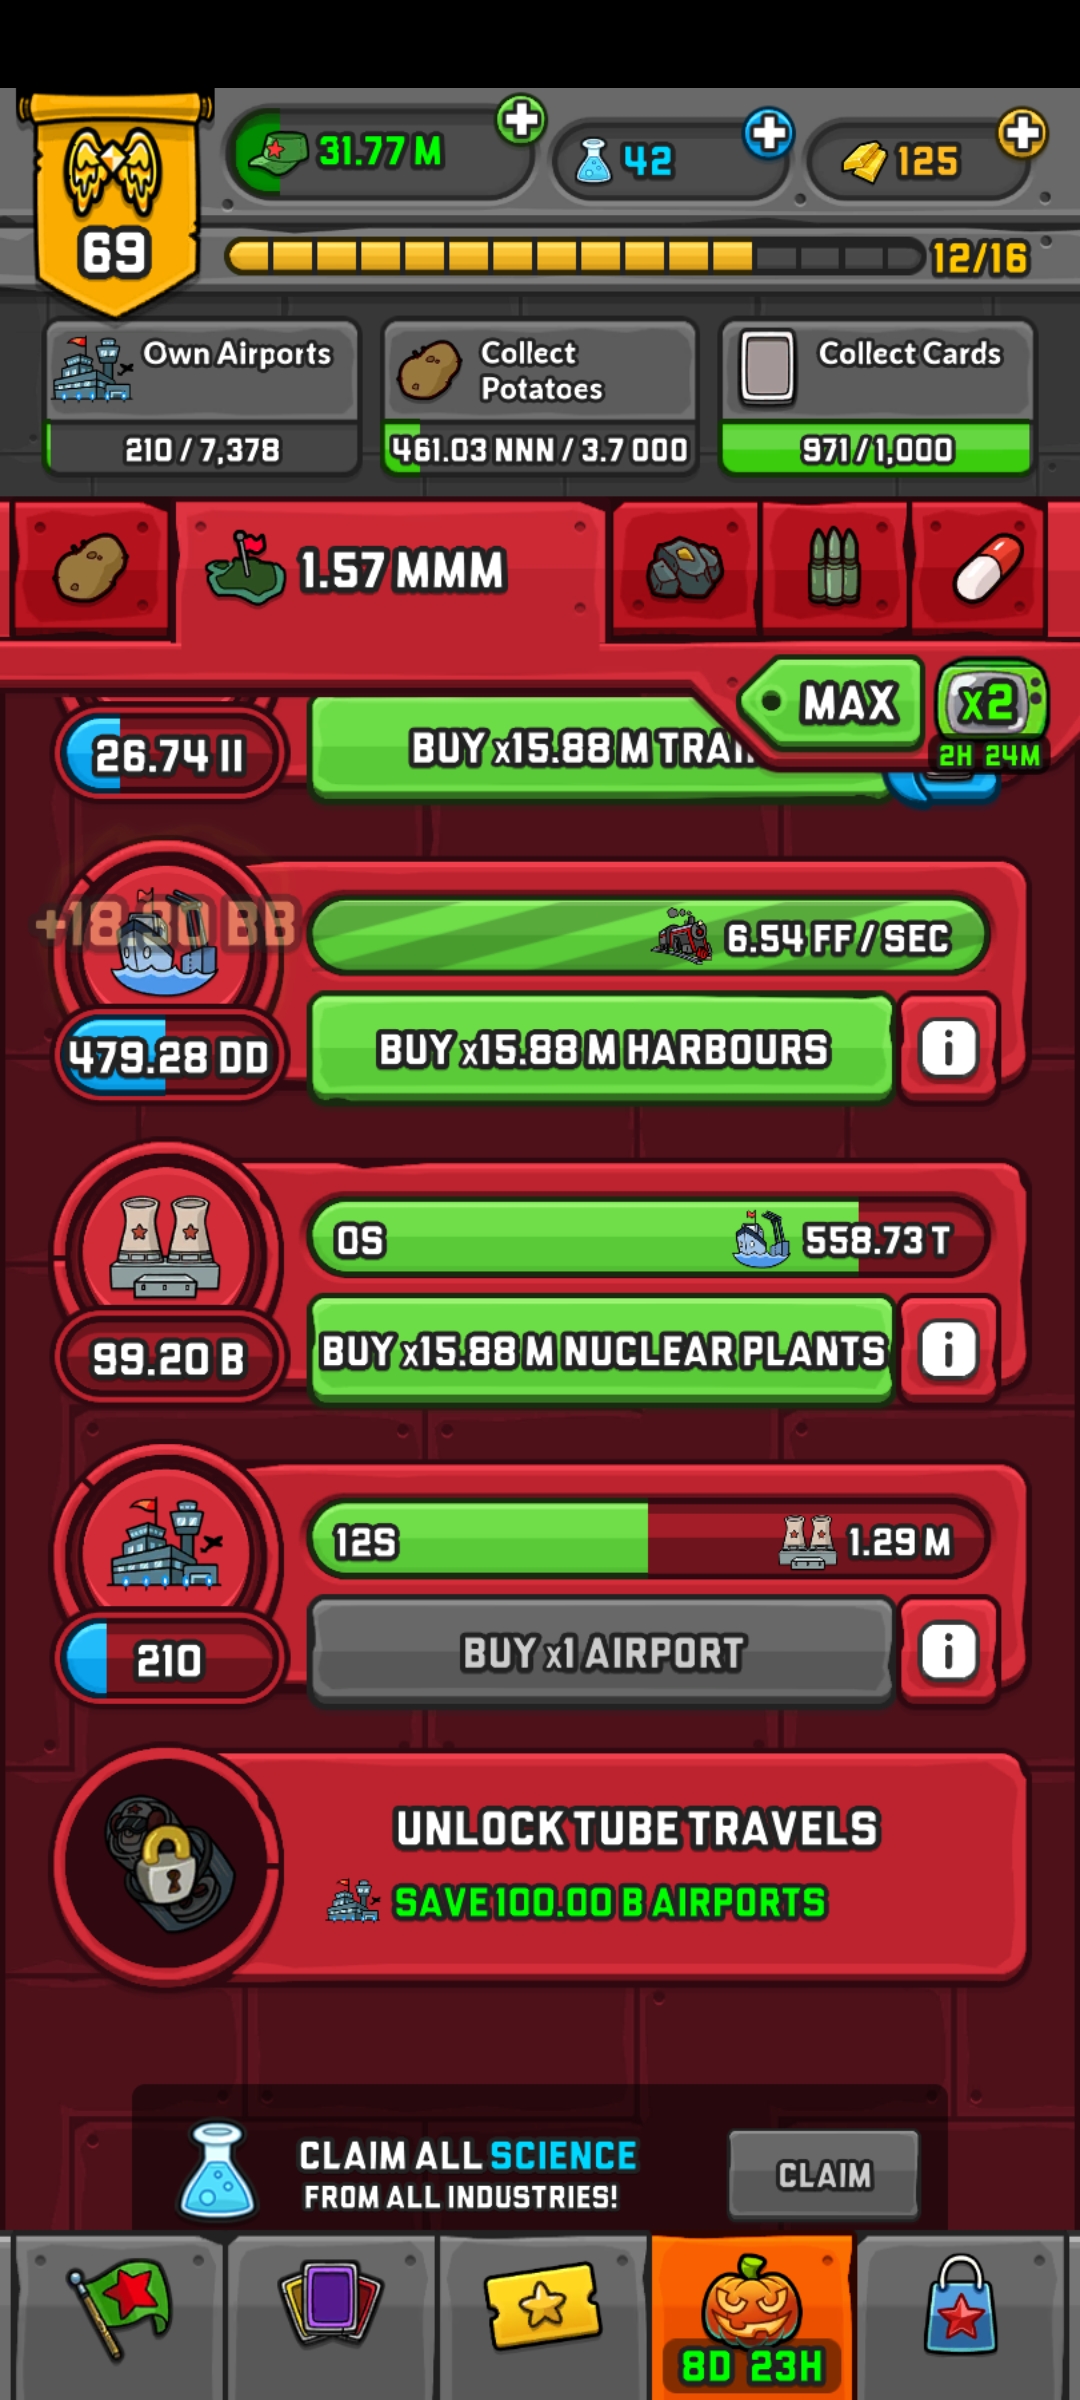 31.77 M
42
125
69
12/16
Own Airports
210 / 7,378
Collect
Potatoes
461.03 NNN / 3.7 OOO
Collect Cards
971 / 1,000
1.57 MMM
MAX
x2
2H 24M
26.74 II
BUY x15.88 M
+18.
BB
6.54 FF / SEC
479.28 DD
BUY x15.88 M HARBOURS
i
0S
558.73 T
99.20 B
BUY x15.88 M NUCLEAR PLANTS
i
12S
1.29 M
210
BUY x1 AIRPORT
i
UNLOCK TUBE TRAVELS
SAVE 100.00 B AIRPORTS
CLAIM ALL SCIENCE
FROM ALL INDUSTRIES!
CLAIM
8D 23H